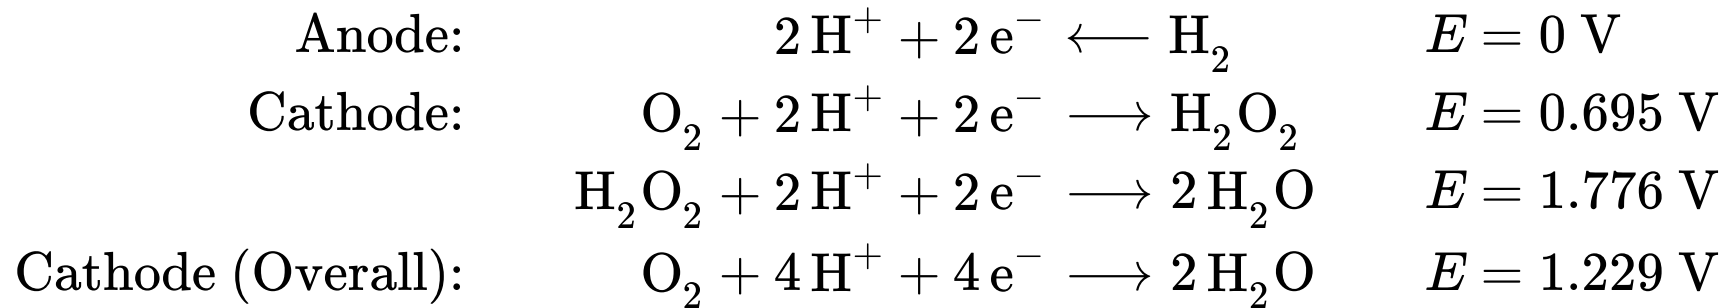 Anode: 2 H⁺ + 2 e⁻ ⟵ H₂ E = 0 V
Cathode: O₂ + 2 H⁺ + 2 e⁻ ⟶ H₂O₂ E = 0.695 V
H₂O₂ + 2 H⁺ + 2 e⁻ ⟶ 2 H₂O E = 1.776 V
Cathode (Overall): O₂ + 4 H⁺ + 4 e⁻ ⟶ 2 H₂O E = 1.229 V